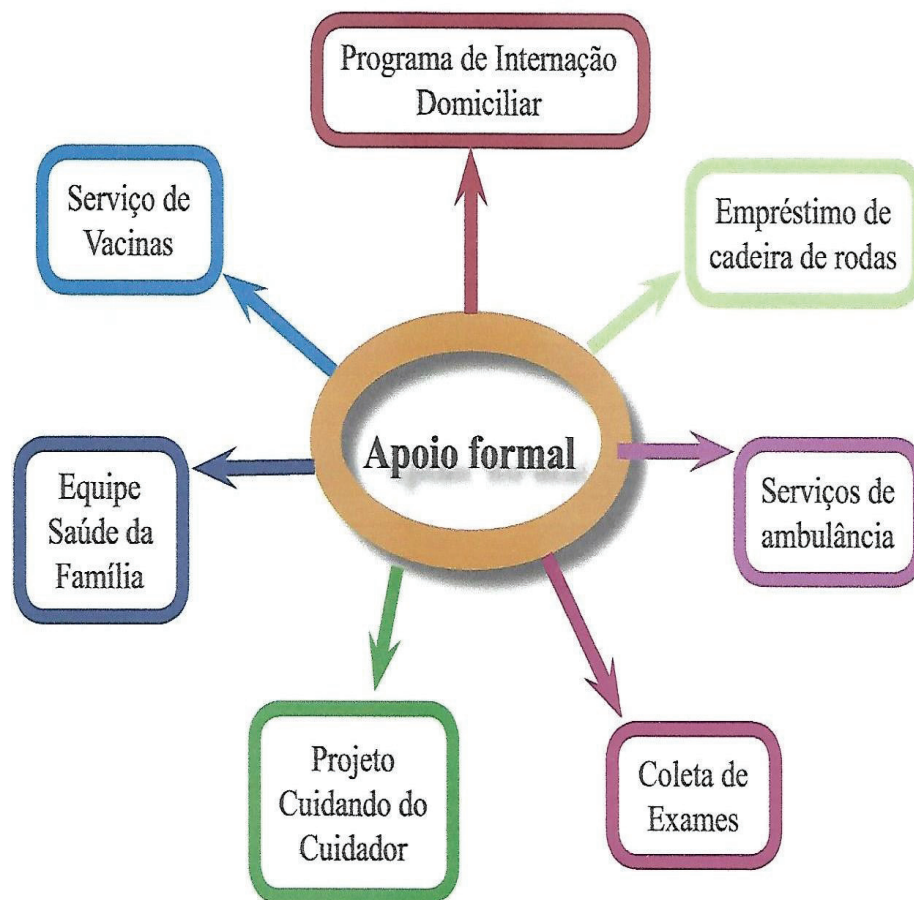 Programa de Internação
Domiciliar
Serviço de
Vacinas
Empréstimo de
cadeira de rodas
Apoio formal
Equipe
Saúde da
Família
Serviços de
ambulância
Projeto
Cuidando do
Cuidador
Coleta de
Exames